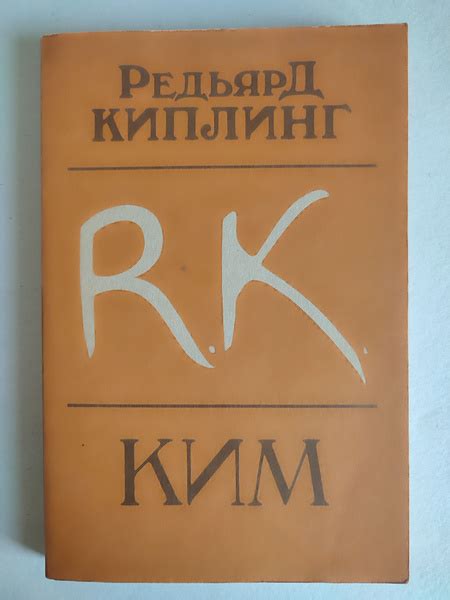 Редьярд
Киплинг
R.K.
Ким